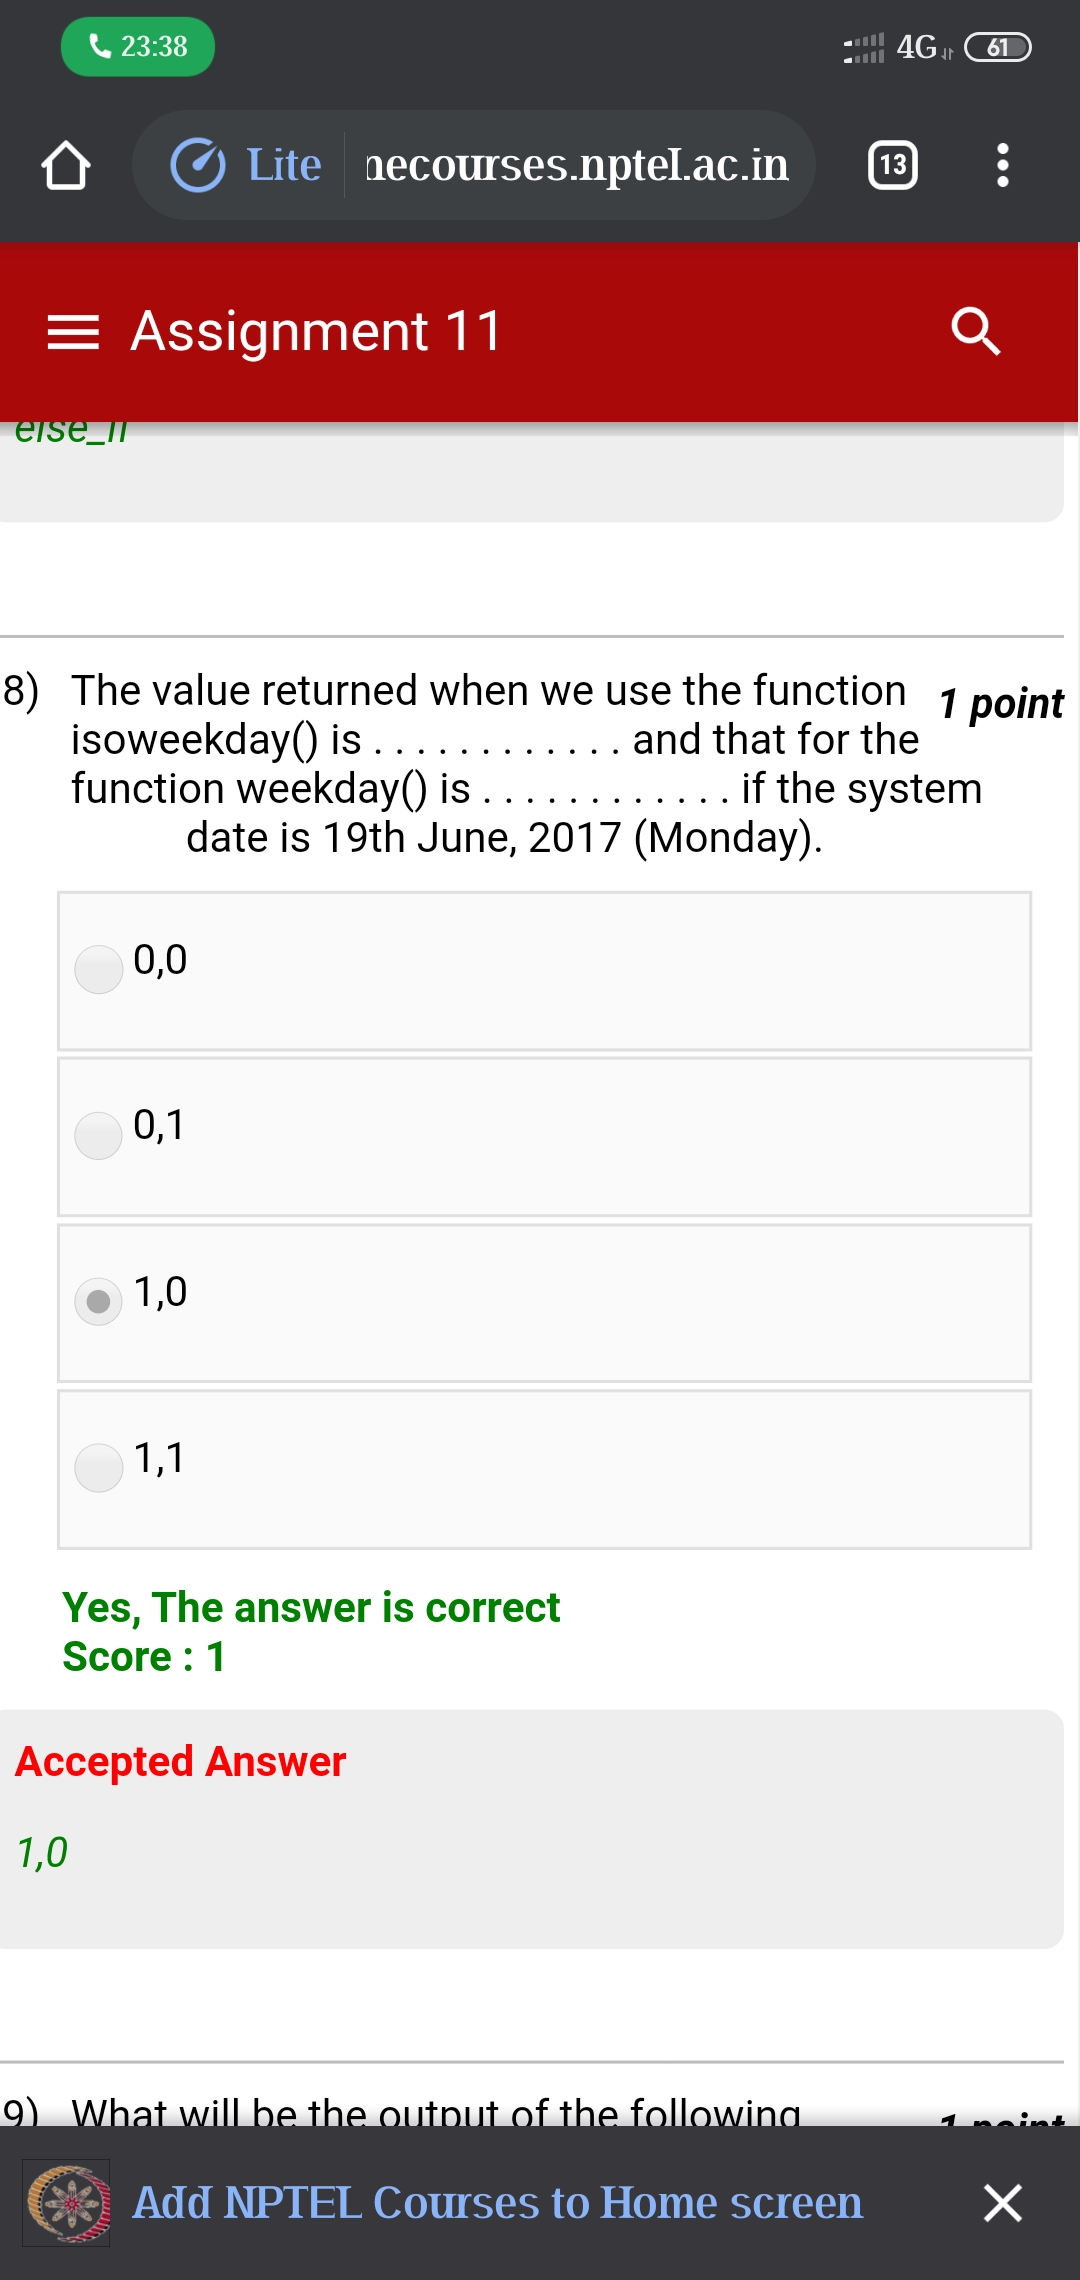 23:38
4G 61
Lite necourses.nptel.ac.in 13
Assignment 11
else_if
8) The value returned when we use the function 1 point
isoweekday() is . . . . . . . . . . . . and that for the
function weekday() is . . . . . . . . . . . . if the system
date is 19th June, 2017 (Monday).
0,0
0,1
1,0
1,1
Yes, The answer is correct
Score : 1
Accepted Answer
1,0
9) What will be the output of the following 1 point
Add NPTEL Courses to Home screen